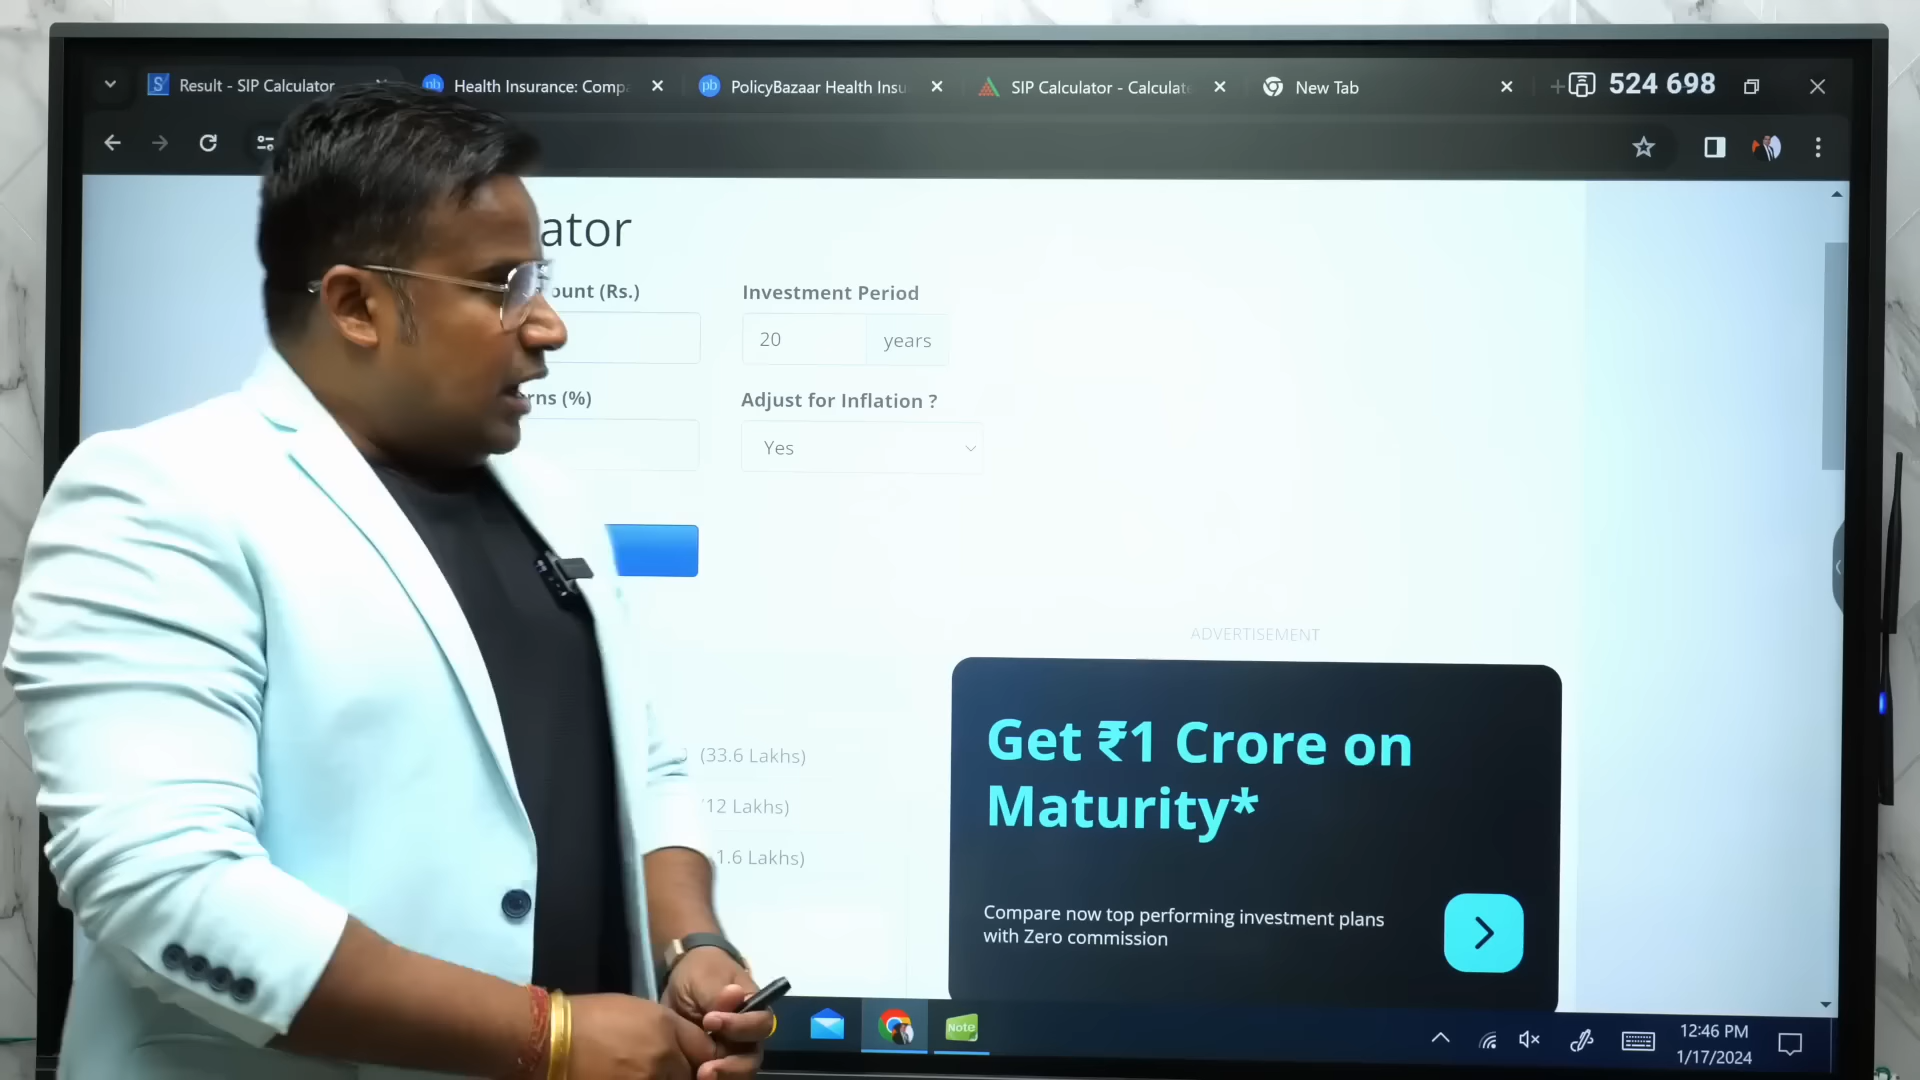 Result - SIP Calculator
Health Insurance: Comp
PolicyBazaar Health Insu
SIP Calculator - Calculate
New Tab
524 698
ator
ount (Rs.)
Investment Period
20
years
rns (%)
Adjust for Inflation ?
Yes
ADVERTISEMENT
(33.6 Lakhs)
12 Lakhs)
1.6 Lakhs)
Get ₹1 Crore on
Maturity*
Compare now top performing investment plans
with Zero commission
Note
12:46 PM
1/17/2024